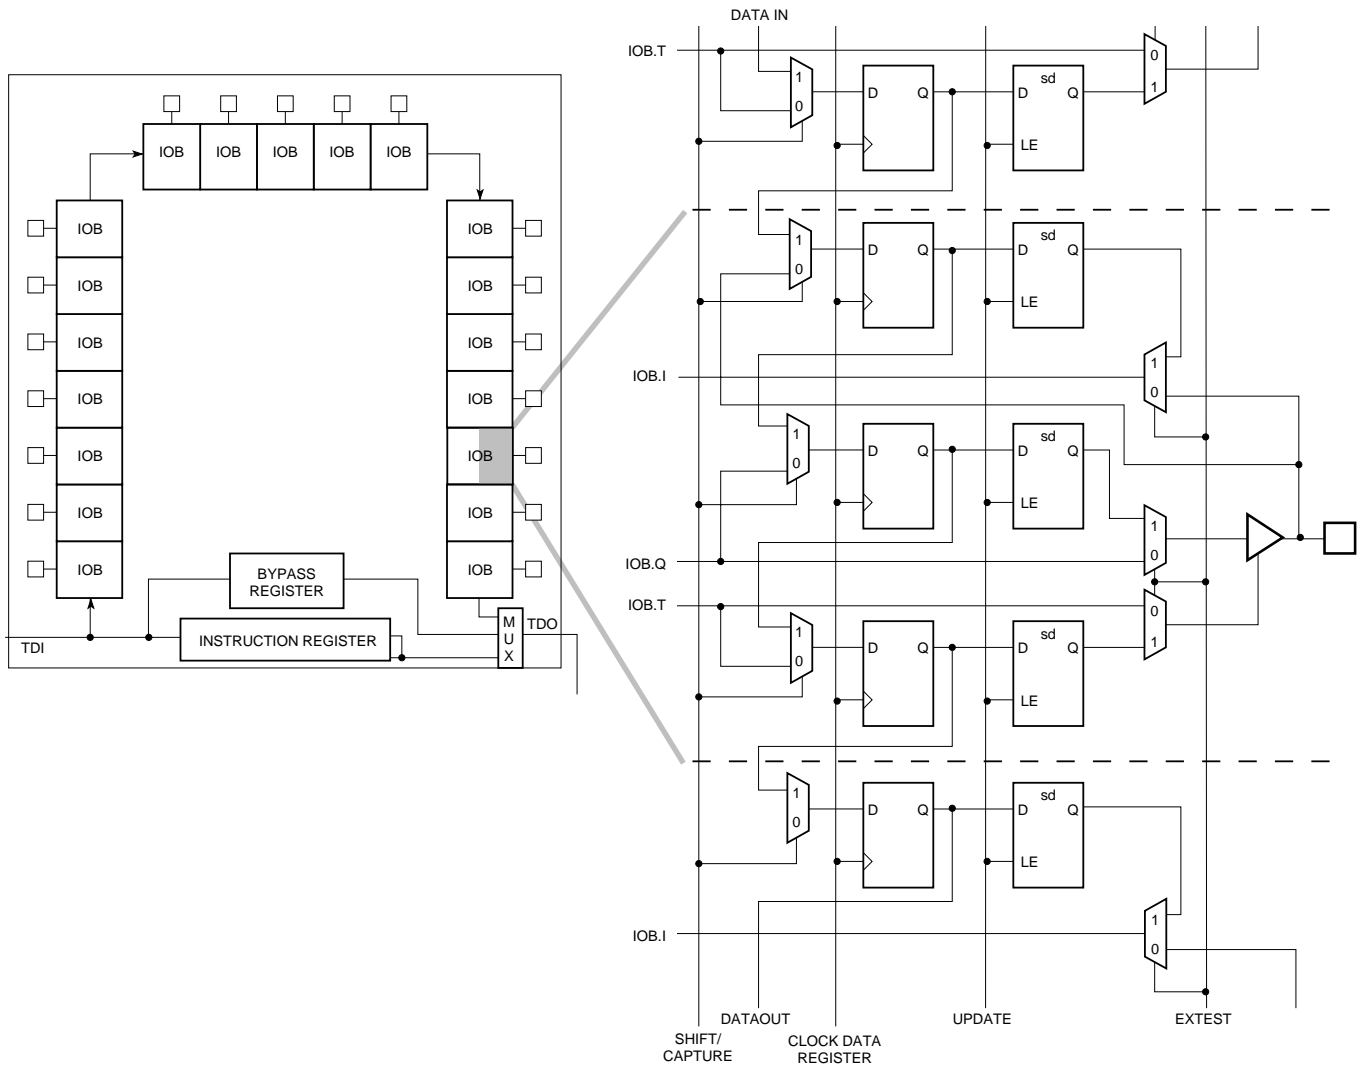 IOB IOB IOB IOB IOB
IOB
IOB
IOB
IOB
IOB
IOB
IOB
IOB
IOB
IOB
IOB
IOB
IOB
IOB
BYPASS
REGISTER
INSTRUCTION REGISTER
TDI
M
U
X
TDO
DATA IN
IOB.T
1
0
D Q
sd
D Q
LE
0
1
1
0
D Q
sd
D Q
LE
IOB.I
1
0
1
0
D Q
sd
D Q
LE
1
0
IOB.Q
IOB.T
0
1
1
0
D Q
sd
D Q
LE
1
0
D Q
sd
D Q
LE
IOB.I
1
0
SHIFT/
CAPTURE
DATAOUT
CLOCK DATA
REGISTER
UPDATE
EXTEST